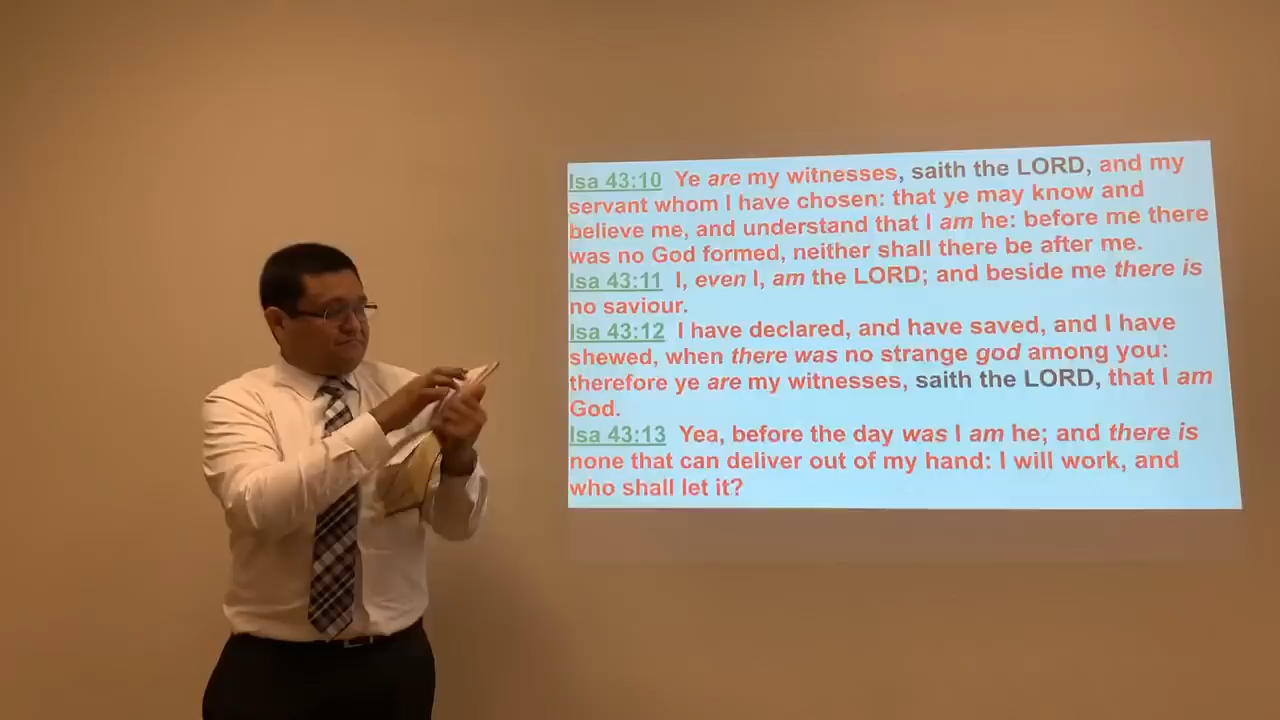 Isa 43:10 Ye are my witnesses, saith the LORD, and my
servant whom I have chosen: that ye may know and
believe me, and understand that I am he: before me there
was no God formed, neither shall there be after me.
Isa 43:11 I, even I, am the LORD; and beside me there is
no saviour.
Isa 43:12 I have declared, and have saved, and I have
shewed, when there was no strange god among you:
therefore ye are my witnesses, saith the LORD, that I am
God.
Isa 43:13 Yea, before the day was I am he; and there is
none that can deliver out of my hand: I will work, and
who shall let it?